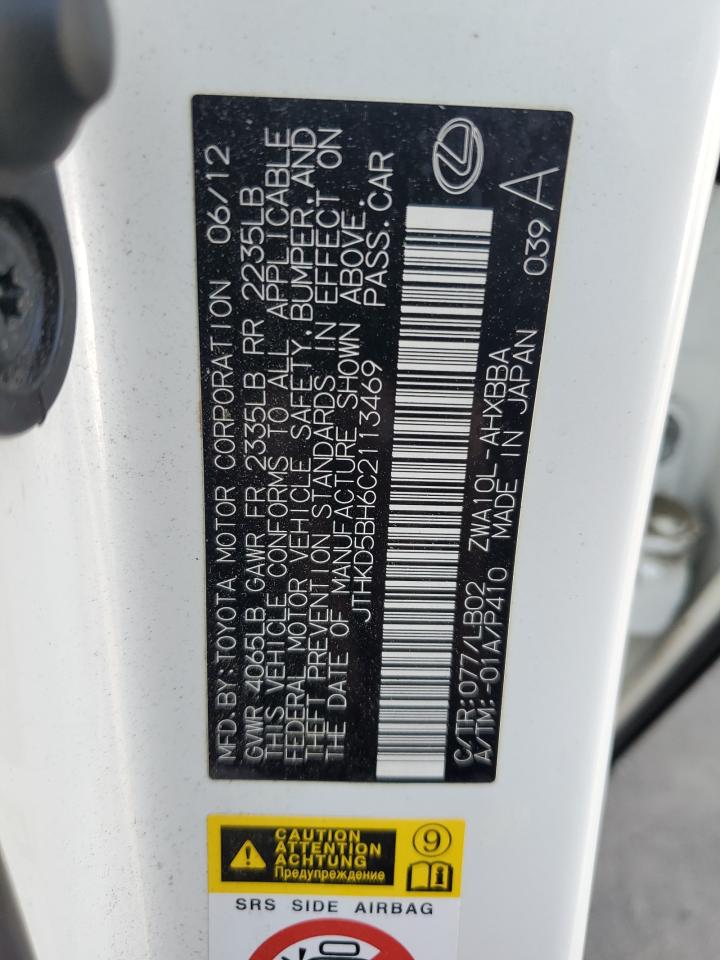 MFD. BY: TOYOTA MOTOR CORPORATION 06/12
GVWR 4065LB GAWR FR 2335LB RR 2235LB
THIS VEHICLE CONFORMS TO ALL APPLICABLE
FEDERAL MOTOR VEHICLE SAFETY, BUMPER, AND
THEFT PREVENTION STANDARDS IN EFFECT ON
THE DATE OF MANUFACTURE SHOWN ABOVE.
JTHKD5BH6C2113469 PASS. CAR
C/TR: 077/LB02 ZWA10L-AHXBBA 039 A
A/TM: -01A/P410 MADE IN JAPAN
CAUTION
ATTENTION
ACHTUNG
Предупреждение
9
SRS SIDE AIRBAG